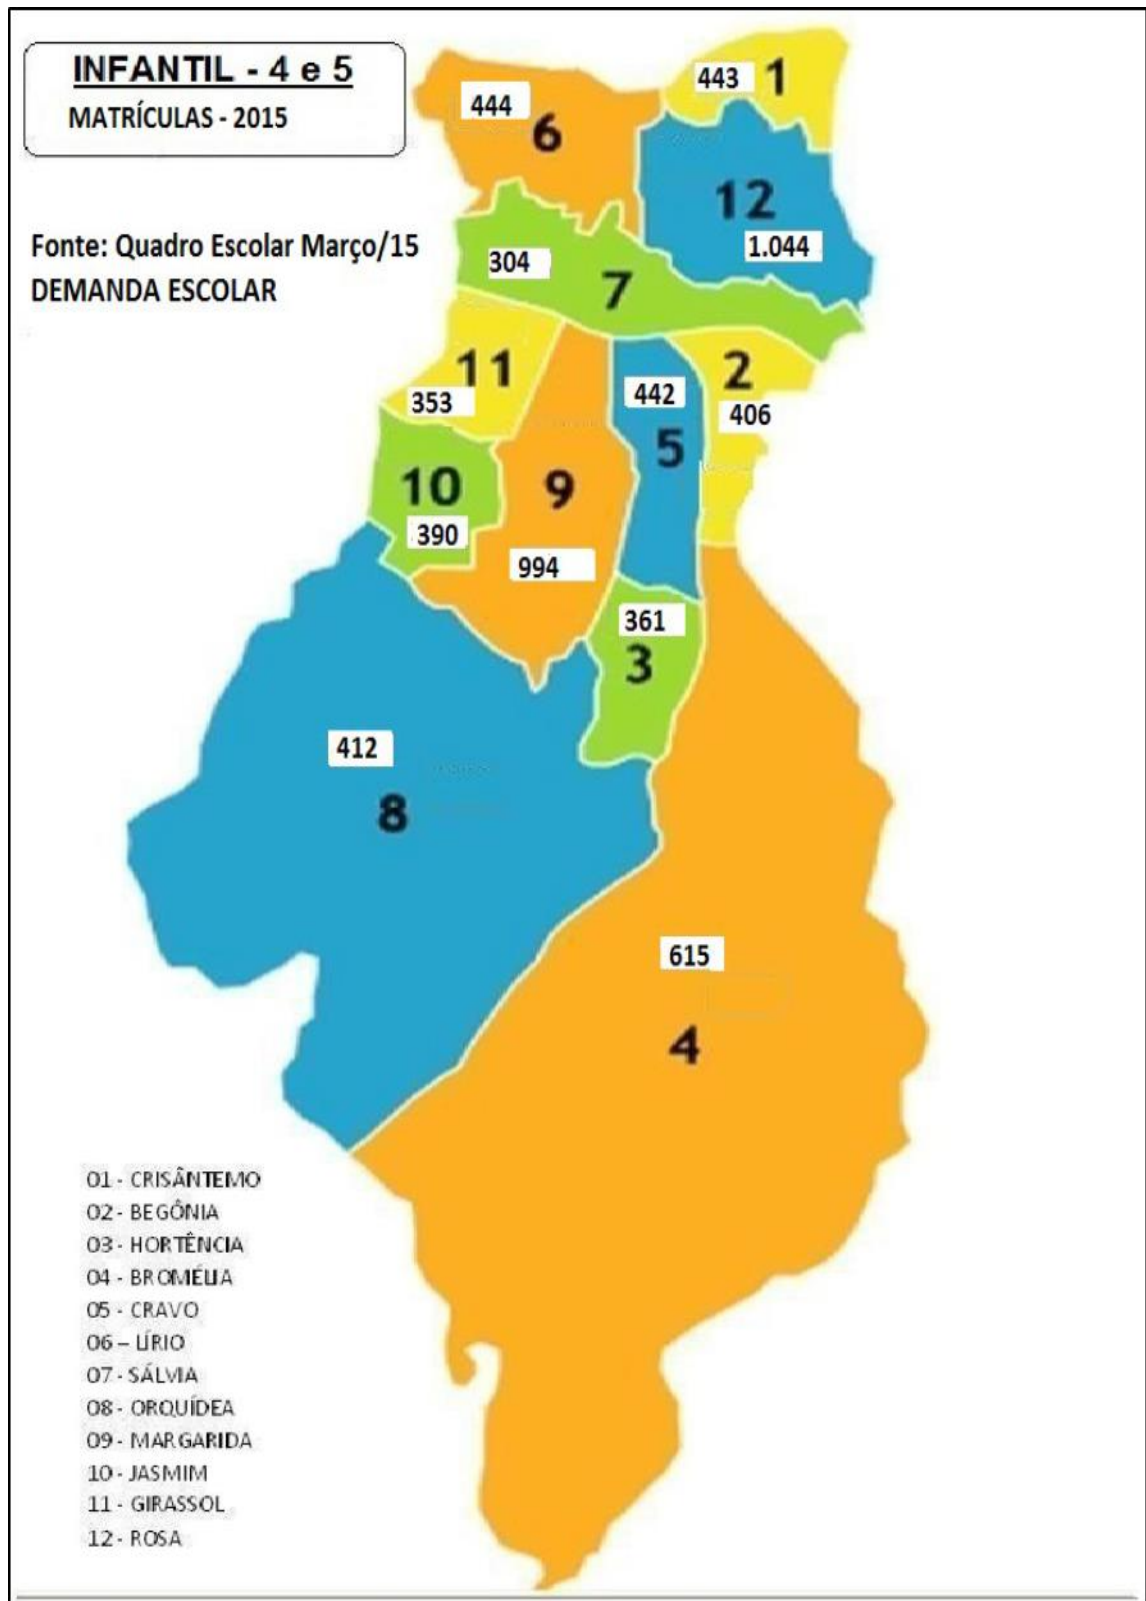 INFANTIL - 4 e 5
MATRÍCULAS - 2015
Fonte: Quadro Escolar Março/15
DEMANDA ESCOLAR
443 1
444
6
12
1.044
304
7
11
353
2
406
442
5
10
390
9
994
361
3
412
8
615
4
01 - CRISÂNTEMO
02 - BEGÔNIA
03 - HORTÊNCIA
04 - BROMÉLIA
05 - CRAVO
06 – LÍRIO
07 - SÁLVIA
08 - ORQUÍDEA
09 - MARGARIDA
10 - JASMIM
11 - GIRASSOL
12 - ROSA